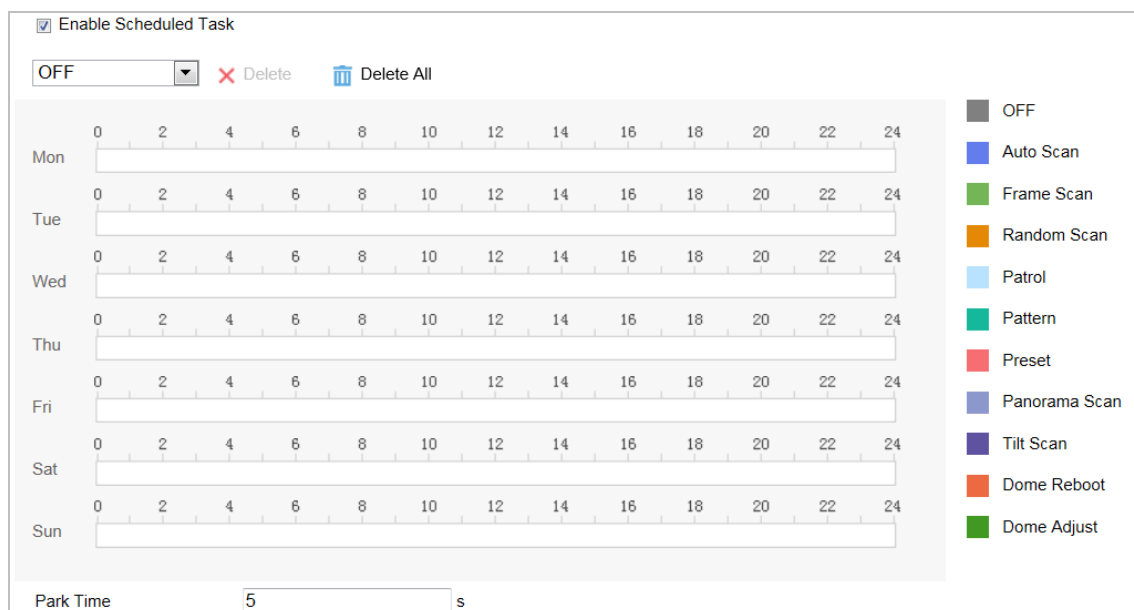 Enable Scheduled Task
OFF Delete Delete All
0 2 4 6 8 10 12 14 16 18 20 22 24
Mon
0 2 4 6 8 10 12 14 16 18 20 22 24
Tue
0 2 4 6 8 10 12 14 16 18 20 22 24
Wed
0 2 4 6 8 10 12 14 16 18 20 22 24
Thu
0 2 4 6 8 10 12 14 16 18 20 22 24
Fri
0 2 4 6 8 10 12 14 16 18 20 22 24
Sat
0 2 4 6 8 10 12 14 16 18 20 22 24
Sun
OFF
Auto Scan
Frame Scan
Random Scan
Patrol
Pattern
Preset
Panorama Scan
Tilt Scan
Dome Reboot
Dome Adjust
Park Time 5 s